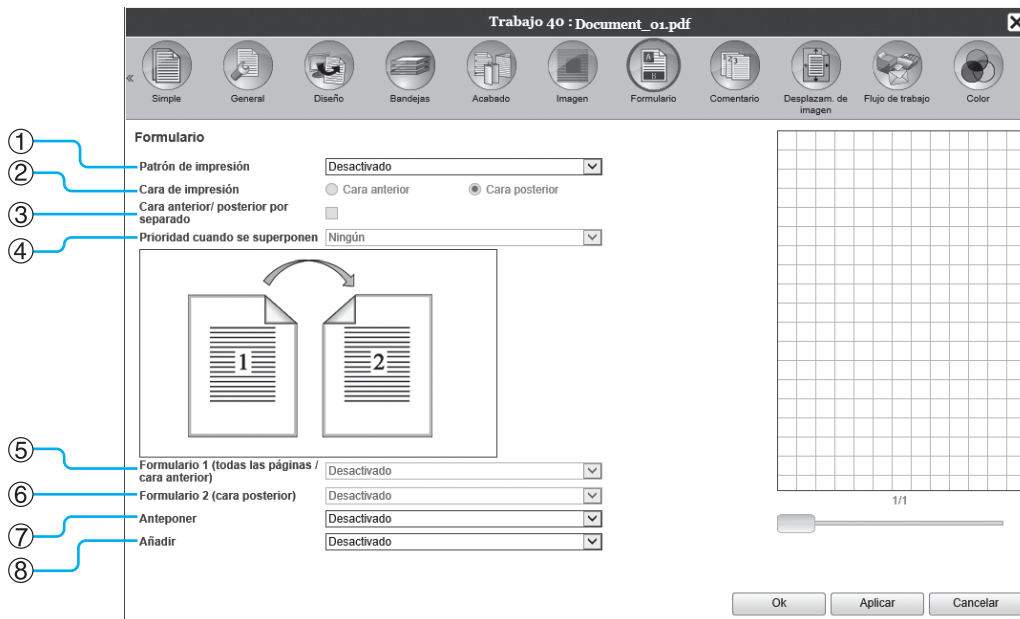 Trabajo 40 : Document_01.pdf
«
Simple
General
Diseño
Bandejas
Acabado
Imagen
A
B
Formulario
123
Comentario
Desplazam. de
imagen
Flujo de trabajo
Color
Formulario
① Patrón de impresión Desactivado
② Cara de impresión Cara anterior Cara posterior
③ Cara anterior/ posterior por
separado
④ Prioridad cuando se superponen Ningún
1 2
⑤ Formulario 1 (todas las páginas /
cara anterior) Desactivado
⑥ Formulario 2 (cara posterior) Desactivado
⑦ Anteponer Desactivado
⑧ Añadir Desactivado
1/1
Ok Aplicar Cancelar